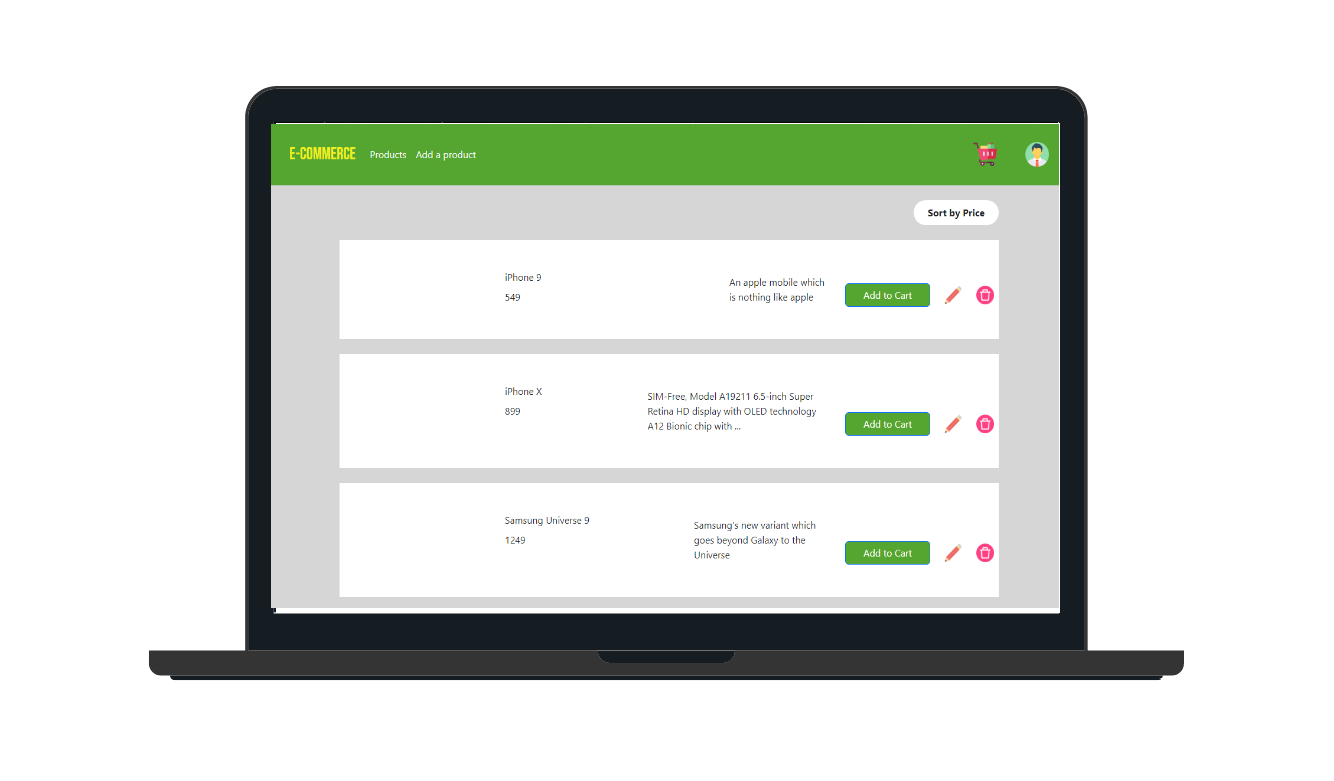 E-COMMERCE Products Add a product
Sort by Price
iPhone 9
549
An apple mobile which
is nothing like apple
Add to Cart
iPhone X
899
SIM-Free, Model A19211 6.5-inch Super
Retina HD display with OLED technology
A12 Bionic chip with ...
Add to Cart
Samsung Universe 9
1249
Samsung's new variant which
goes beyond Galaxy to the
Universe
Add to Cart